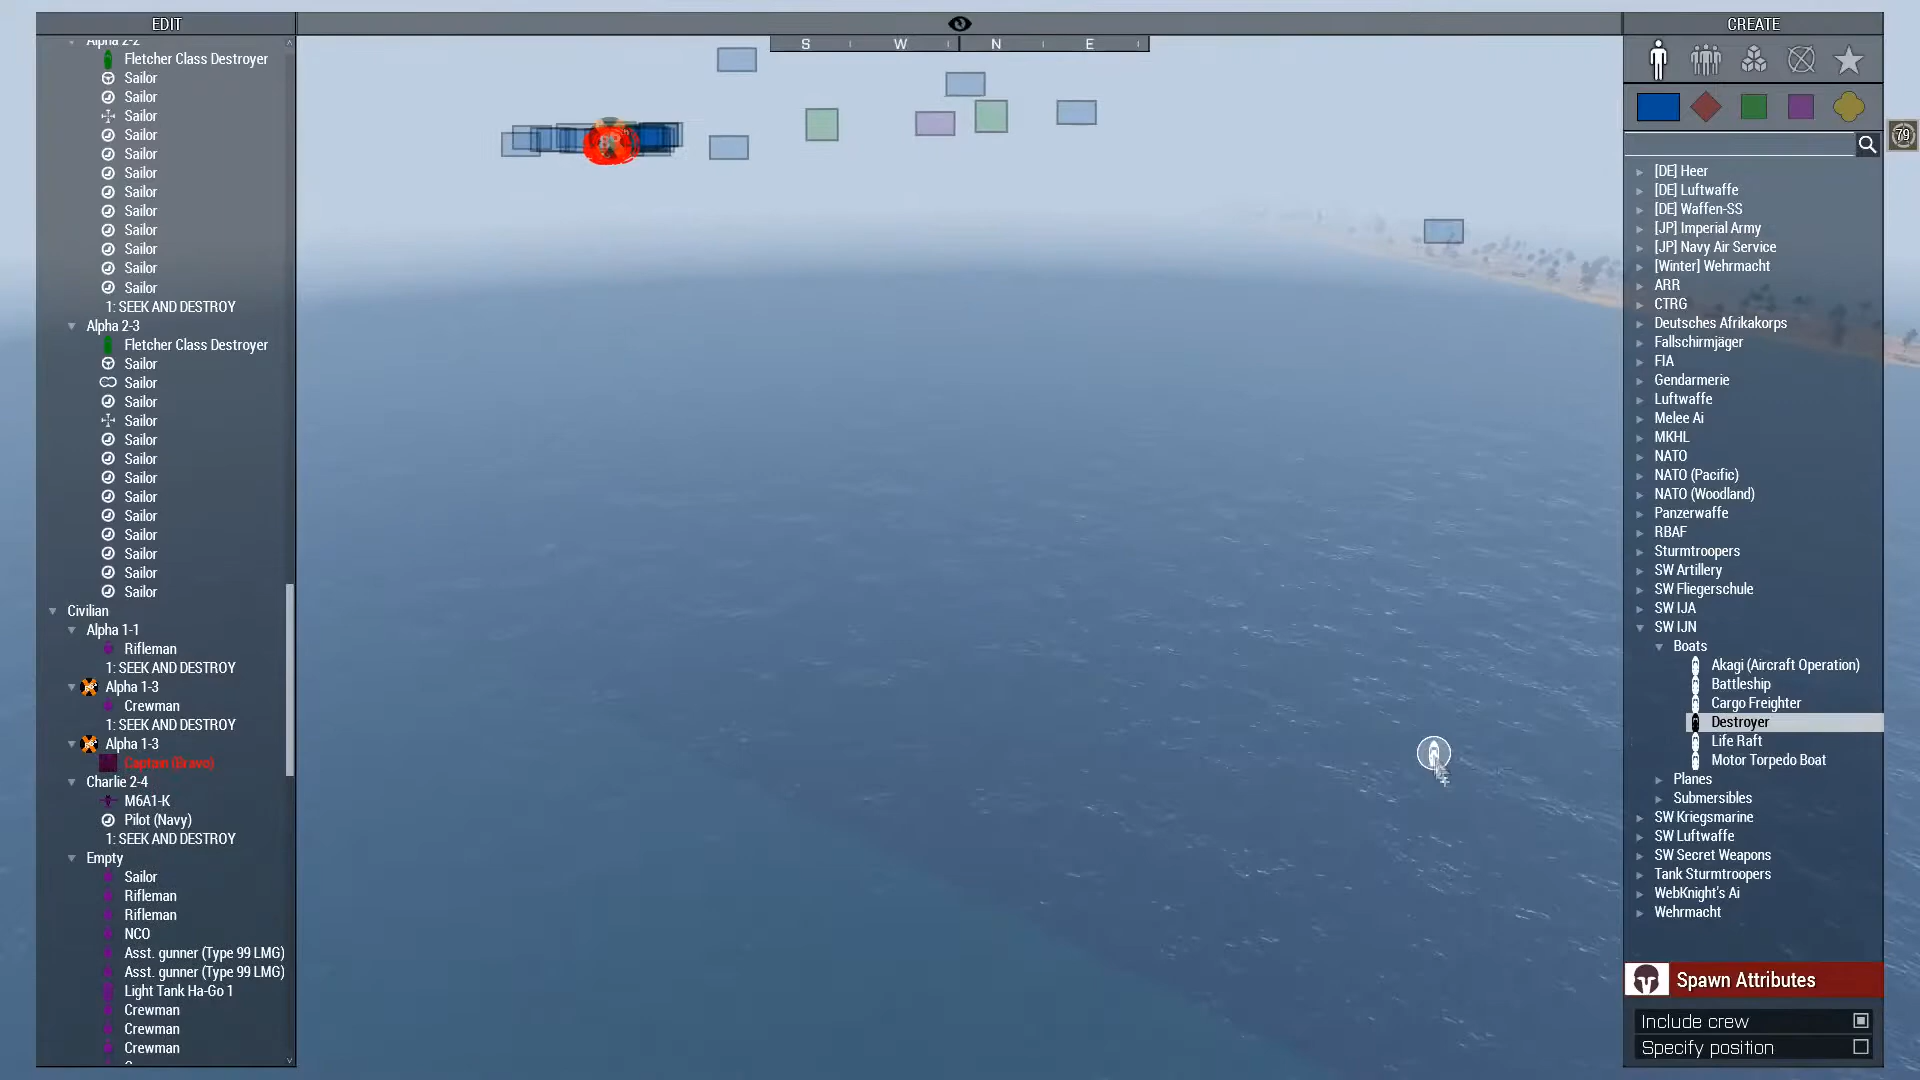 EDIT
Alpha 2-2
Fletcher Class Destroyer
Sailor
Sailor
Sailor
Sailor
Sailor
Sailor
Sailor
Sailor
Sailor
Sailor
Sailor
Sailor
1: SEEK AND DESTROY
Alpha 2-3
Fletcher Class Destroyer
Sailor
Sailor
Sailor
Sailor
Sailor
Sailor
Sailor
Sailor
Sailor
Sailor
Sailor
Sailor
Sailor
Civilian
Alpha 1-1
Rifleman
1: SEEK AND DESTROY
Alpha 1-3
Crewman
1: SEEK AND DESTROY
Alpha 1-3
Captain (Bravo)
Charlie 2-4
M6A1-K
Pilot (Navy)
1: SEEK AND DESTROY
Empty
Sailor
Rifleman
Rifleman
NCO
Asst. gunner (Type 99 LMG)
Asst. gunner (Type 99 LMG)
Light Tank Ha-Go 1
Crewman
Crewman
Crewman
S W N E
CREATE
79
[DE] Heer
[DE] Luftwaffe
[DE] Waffen-SS
[JP] Imperial Army
[JP] Navy Air Service
[Winter] Wehrmacht
ARR
CTRG
Deutsches Afrikakorps
Fallschirmjäger
FIA
Gendarmerie
Luftwaffe
Melee Ai
MKHL
NATO
NATO (Pacific)
NATO (Woodland)
Panzerwaffe
RBAF
Sturmtroopers
SW Artillery
SW Fliegerschule
SW IJA
SW IJN
Boats
Akagi (Aircraft Operation)
Battleship
Cargo Freighter
Destroyer
Life Raft
Motor Torpedo Boat
Planes
Submersibles
SW Kriegsmarine
SW Luftwaffe
SW Secret Weapons
Tank Sturmtroopers
WebKnight's Ai
Wehrmacht
Spawn Attributes
Include crew
Specify position